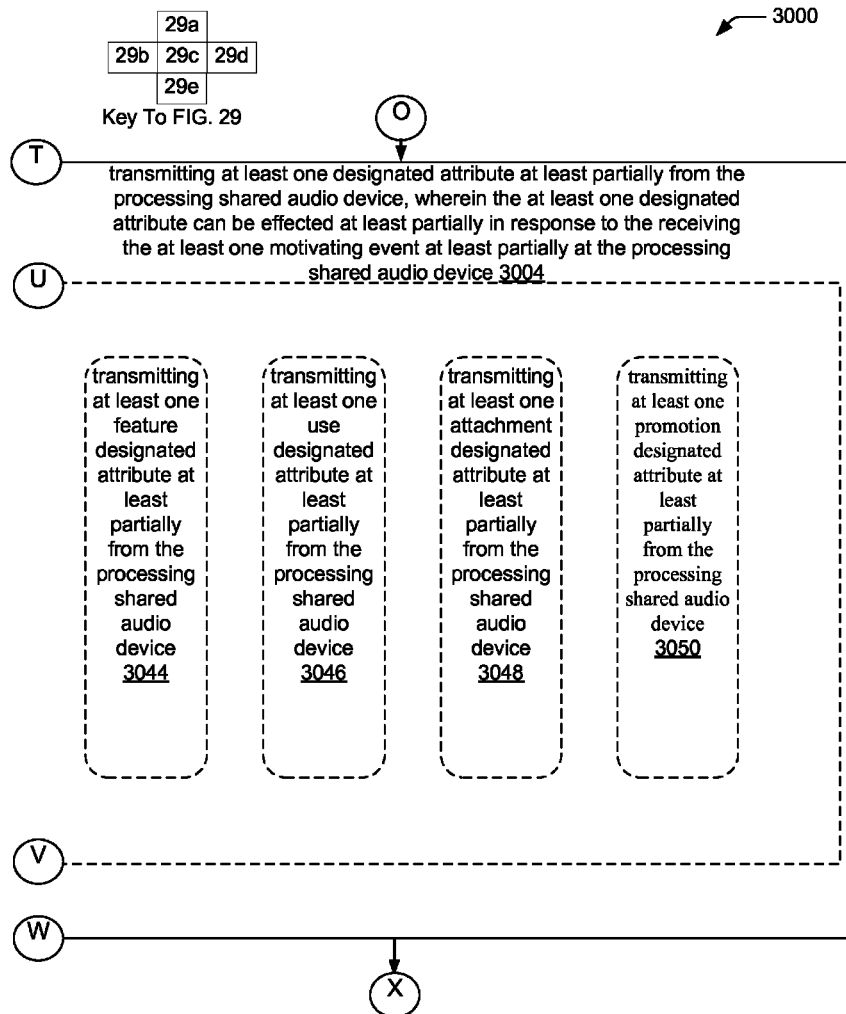 3000
29a
29b 29c 29d
29e
Key To FIG. 29
O
T
transmitting at least one designated attribute at least partially from the
processing shared audio device, wherein the at least one designated
attribute can be effected at least partially in response to the receiving
the at least one motivating event at least partially at the processing
shared audio device 3004
U
transmitting
at least one
feature
designated
attribute at
least
partially
from the
processing
shared
audio
device
3044
transmitting
at least one
use
designated
attribute at
least
partially
from the
processing
shared
audio
device
3046
transmitting
at least one
attachment
designated
attribute at
least
partially
from the
processing
shared
audio
device
3048
transmitting
at least one
promotion
designated
attribute at
least
partially
from the
processing
shared audio
device
3050
V
W
X